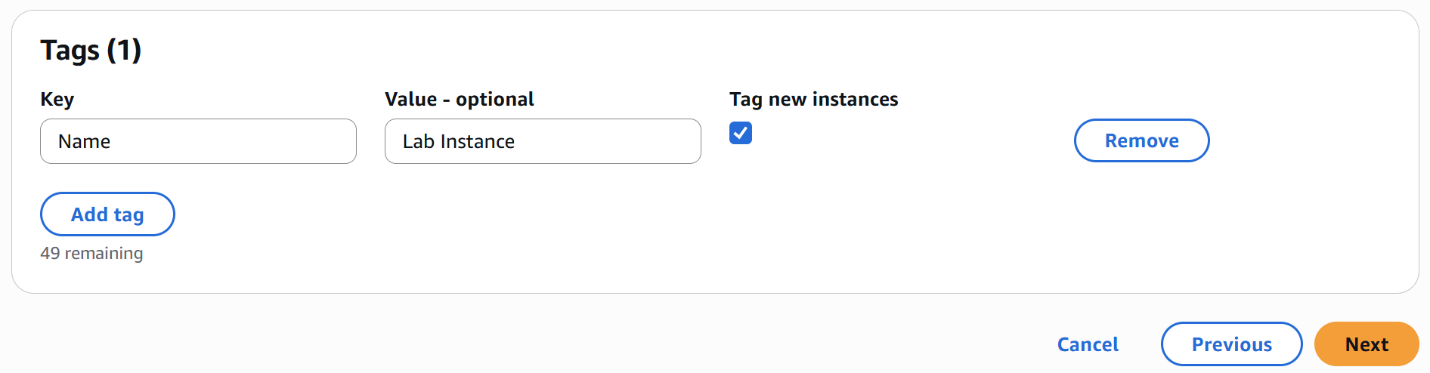 Tags (1)
Key Value - optional Tag new instances
Name Lab Instance Remove
Add tag
49 remaining
Cancel Previous Next